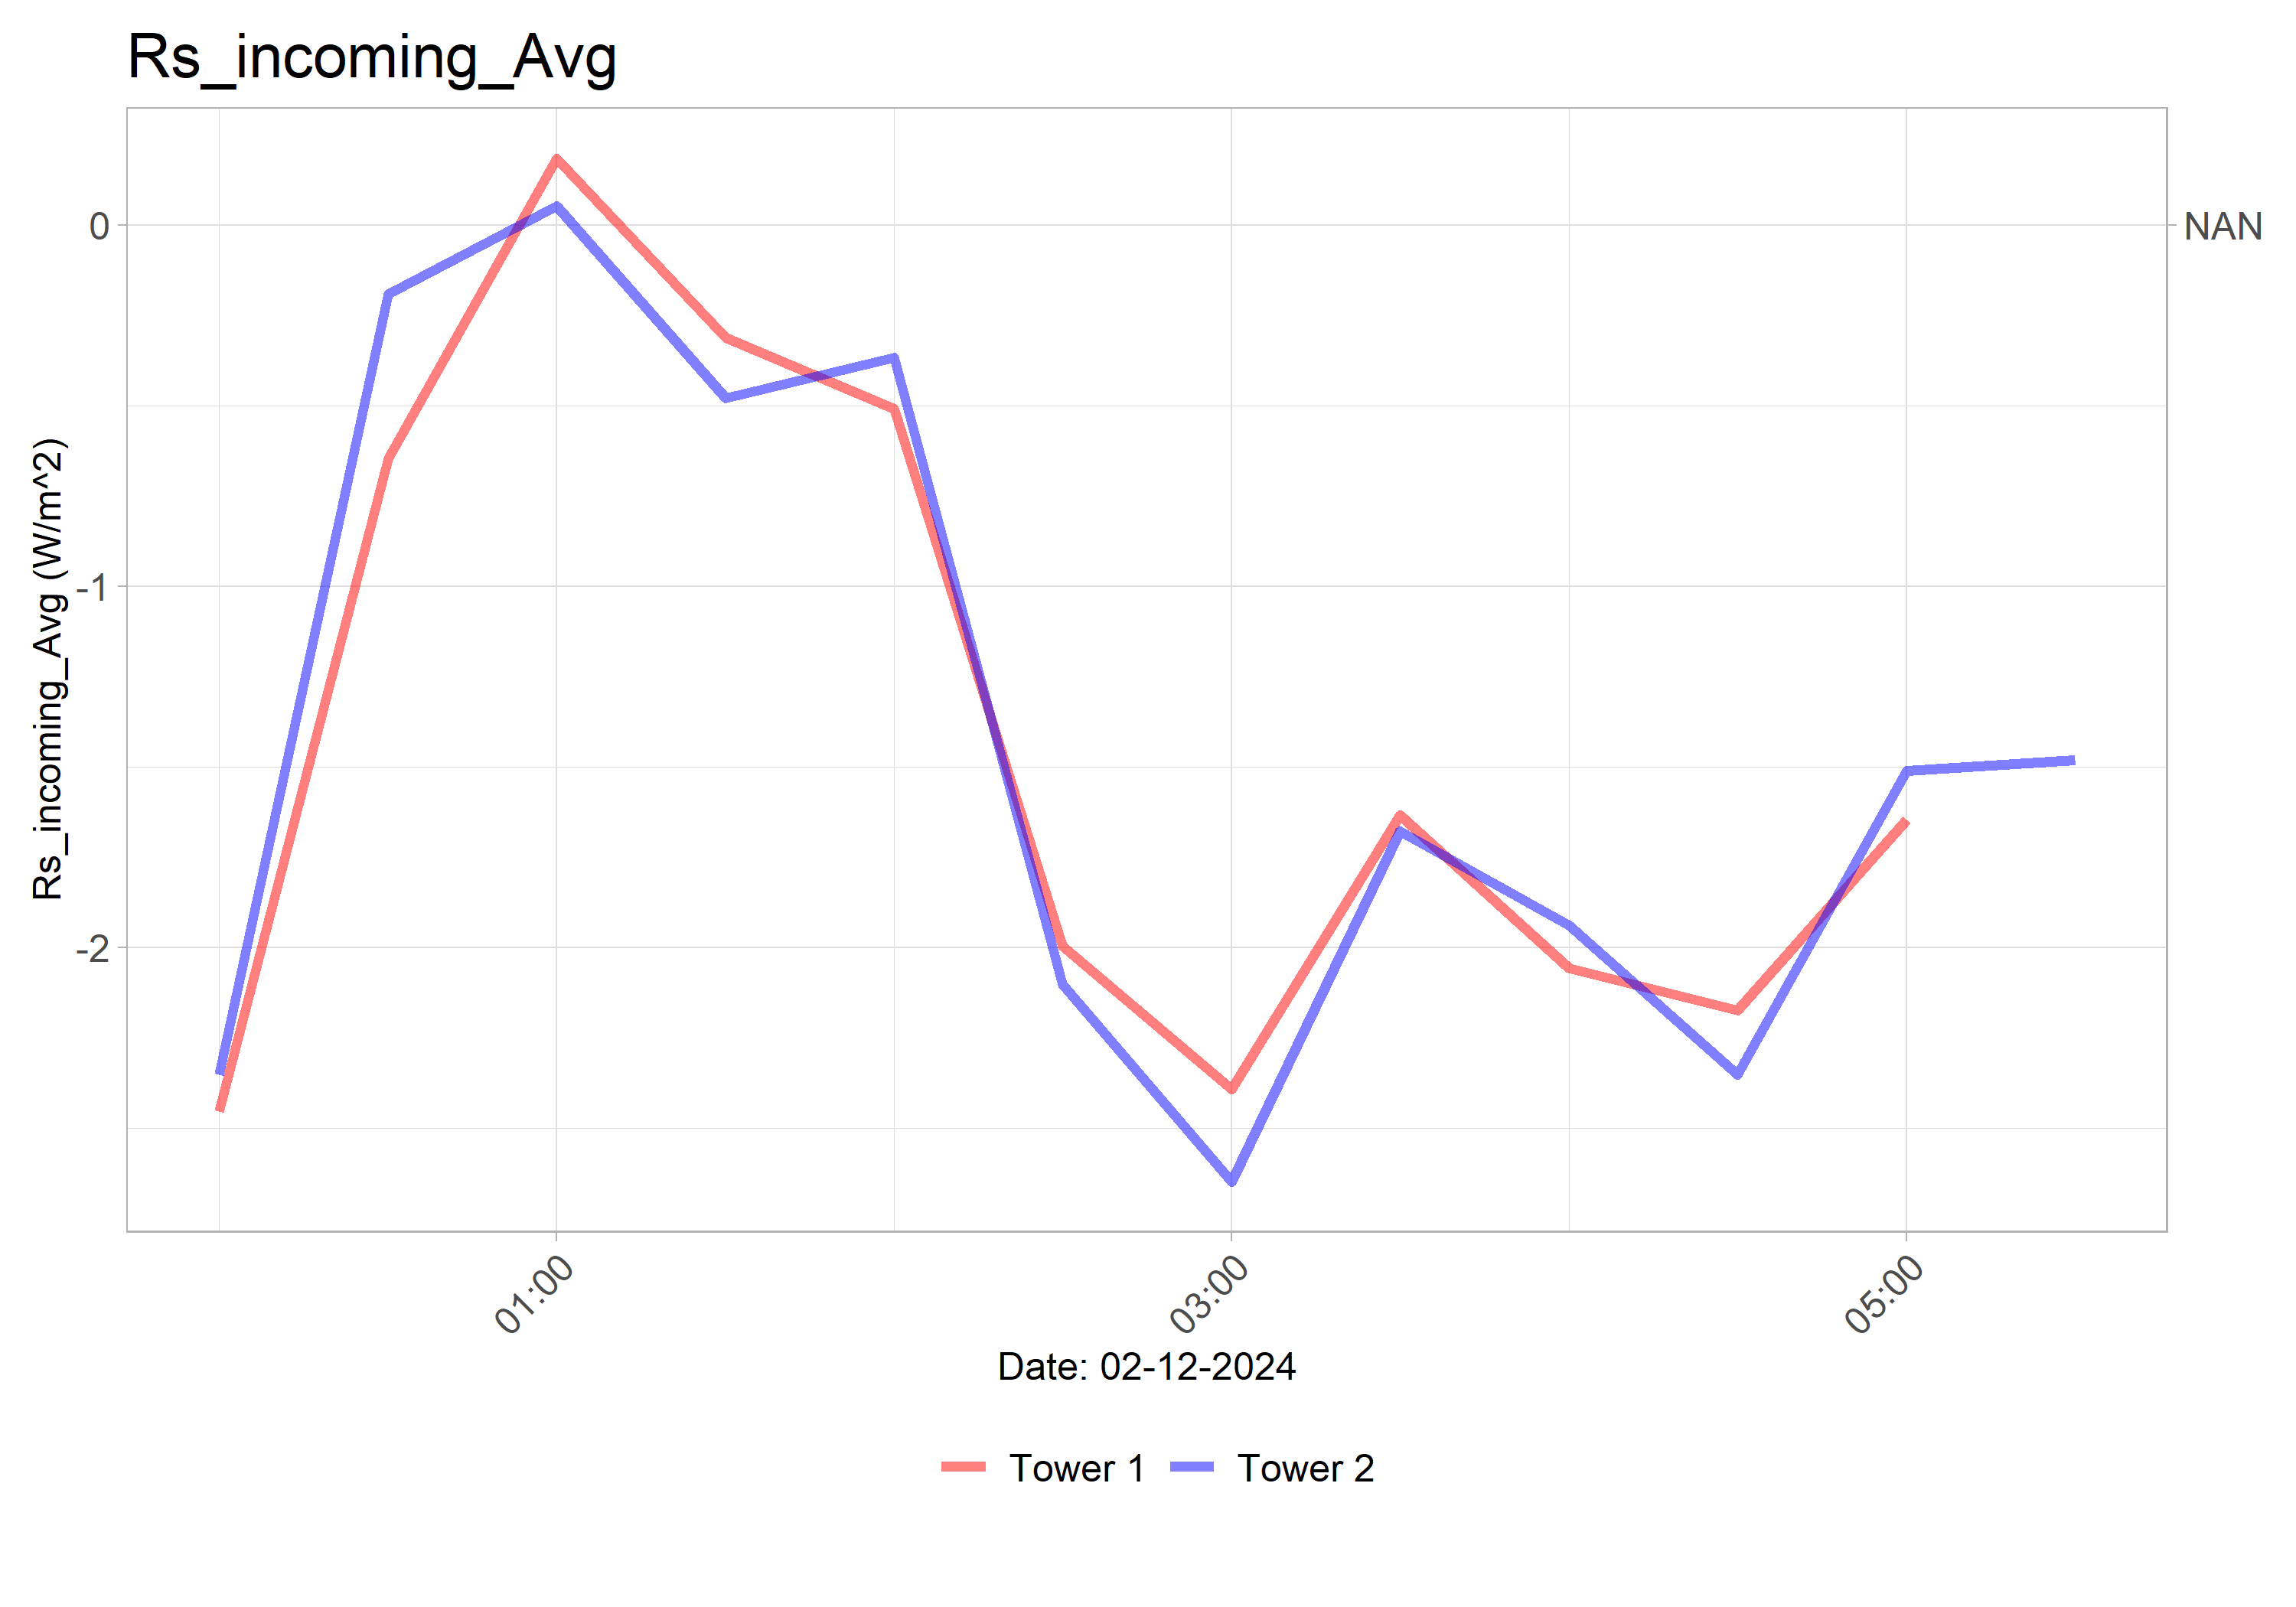 Rs_incoming_Avg
Rs_incoming_Avg (W/m^2)
0
-1
-2
NAN
01:00
03:00
05:00
Date: 02-12-2024
Tower 1
Tower 2